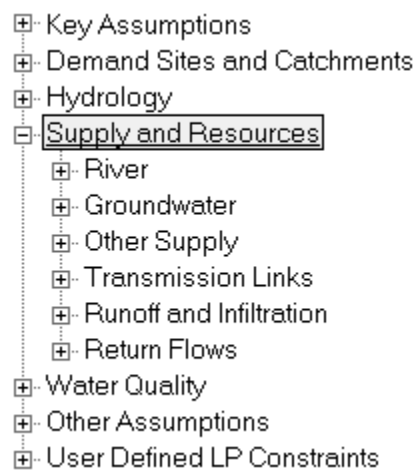 Key Assumptions
Demand Sites and Catchments
Hydrology
Supply and Resources
River
Groundwater
Other Supply
Transmission Links
Runoff and Infiltration
Return Flows
Water Quality
Other Assumptions
User Defined LP Constraints